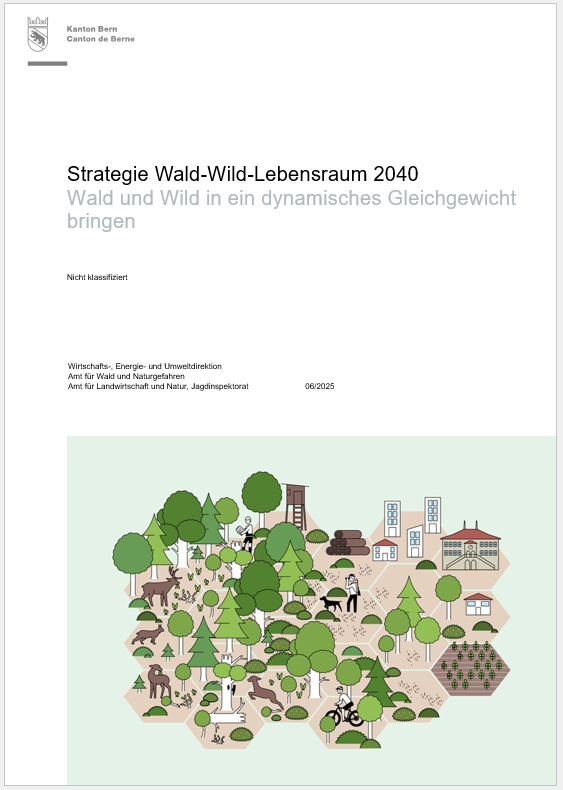 Kanton Bern
Canton de Berne
Strategie Wald-Wild-Lebensraum 2040
Wald und Wild in ein dynamisches Gleichgewicht
bringen
Nicht klassifiziert
Wirtschafts-, Energie- und Umweltdirektion
Amt für Wald und Naturgefahren
Amt für Landwirtschaft und Natur, Jagdinspektorat 06/2025